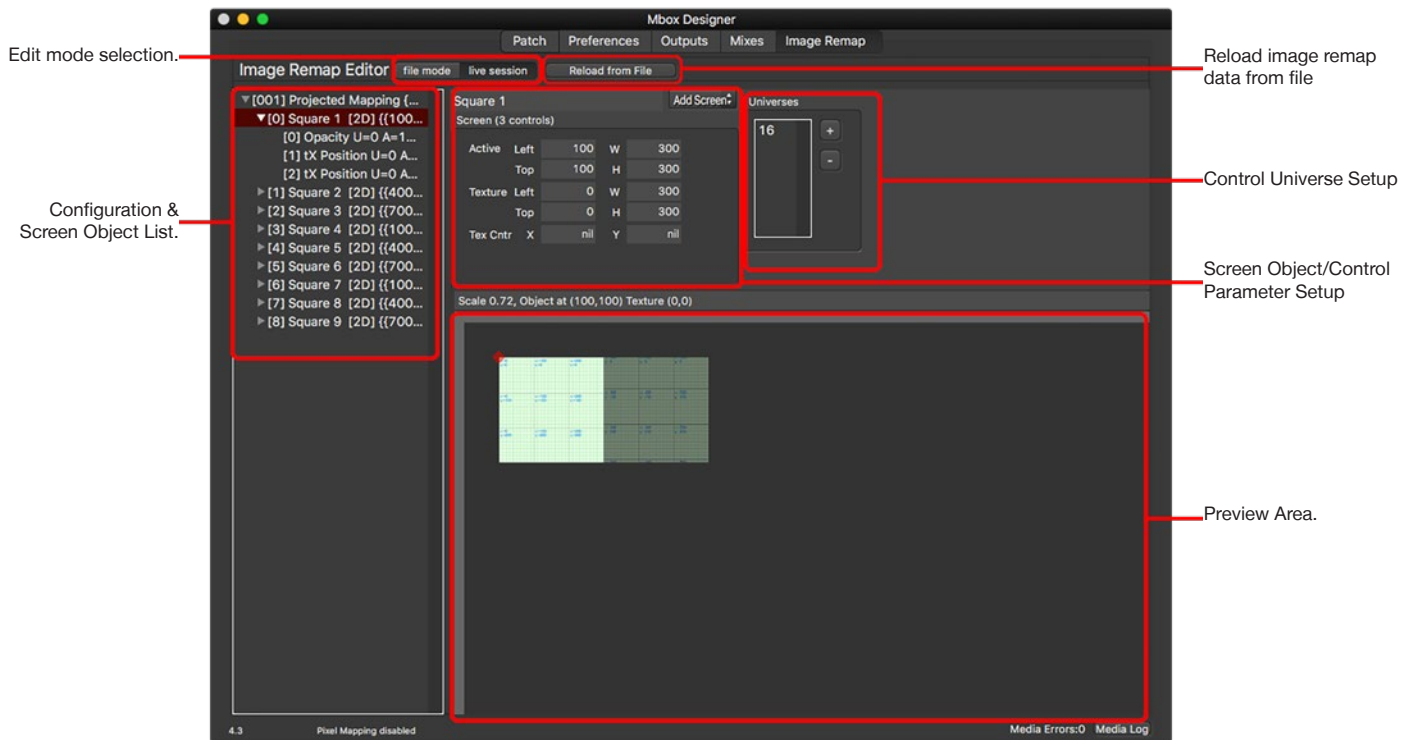 Mbox Designer
Patch Preferences Outputs Mixes Image Remap
Edit mode selection.
Image Remap Editor file mode live session Reload from File
Reload image remap
data from file
[001] Projected Mapping {...
[0] Square 1 [2D] {{100...
[0] Opacity U=0 A=1...
[1] tX Position U=0 A...
[2] tX Position U=0 A...
[1] Square 2 [2D] {{400...
[2] Square 3 [2D] {{700...
[3] Square 4 [2D] {{100...
[4] Square 5 [2D] {{400...
[5] Square 6 [2D] {{700...
[6] Square 7 [2D] {{100...
[7] Square 8 [2D] {{400...
[8] Square 9 [2D] {{700...
Configuration &
Screen Object List.
Square 1 Add Screen
Screen (3 controls)
Active Left 100 W 300
Top 100 H 300
Texture Left 0 W 300
Top 0 H 300
Tex Cntr X nil Y nil
Universes
16 +
-
Control Universe Setup
Screen Object/Control
Parameter Setup
Scale 0.72, Object at (100,100) Texture (0,0)
Preview Area.
4.3 Pixel Mapping disabled Media Errors:0 Media Log